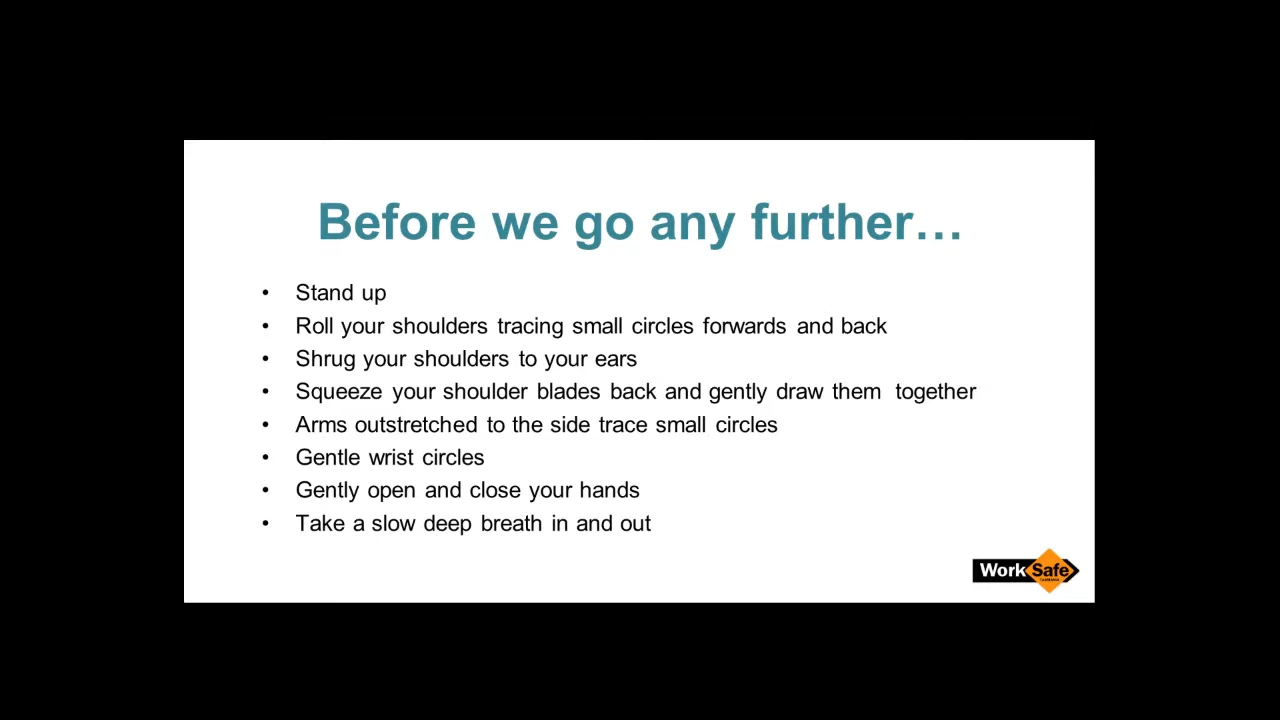 Before we go any further…
• Stand up
• Roll your shoulders tracing small circles forwards and back
• Shrug your shoulders to your ears
• Squeeze your shoulder blades back and gently draw them together
• Arms outstretched to the side trace small circles
• Gentle wrist circles
• Gently open and close your hands
• Take a slow deep breath in and out
WorkSafe